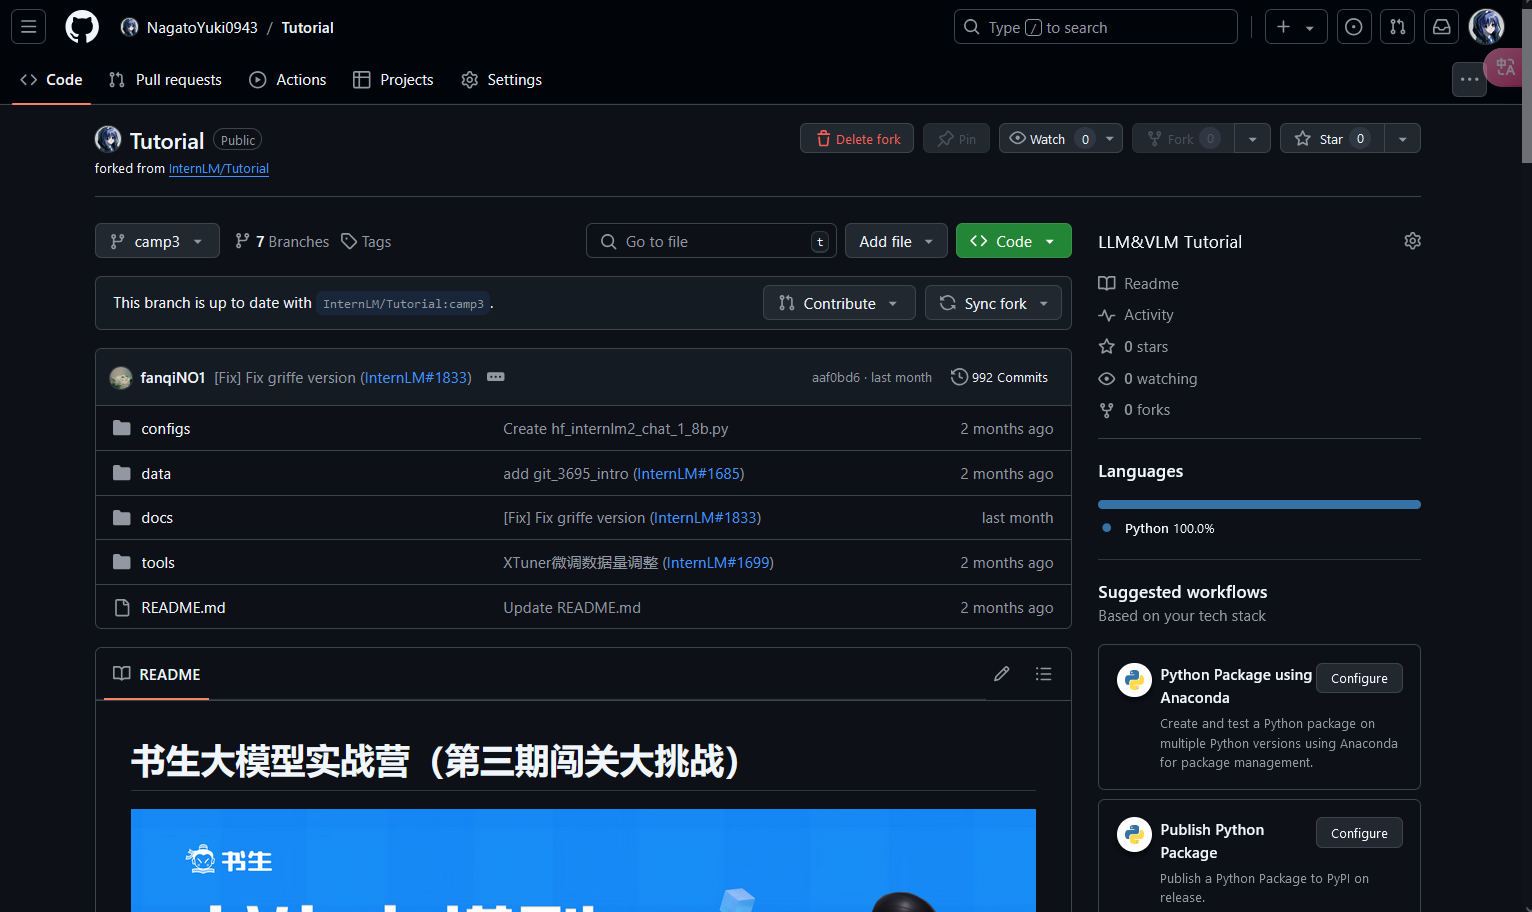 NagatoYuki0943 / Tutorial
Type / to search
Code
Pull requests
Actions
Projects
Settings
Tutorial
Public
Delete fork
Pin
Watch 0
Fork 0
Star 0
forked from InternLM/Tutorial
camp3
7 Branches
Tags
Go to file
t
Add file
Code
This branch is up to date with InternLM/Tutorial:camp3 .
Contribute
Sync fork
fanqiNO1 [Fix] Fix griffe version (InternLM#1833)
aaf0bd6 · last month
992 Commits
configs
Create hf_internlm2_chat_1_8b.py
2 months ago
data
add git_3695_intro (InternLM#1685)
2 months ago
docs
[Fix] Fix griffe version (InternLM#1833)
last month
tools
XTuner微调数据量调整 (InternLM#1699)
2 months ago
README.md
Update README.md
2 months ago
README
书生大模型实战营（第三期闯关大挑战）
书生
LLM&VLM Tutorial
Readme
Activity
0 stars
0 watching
0 forks
Languages
Python 100.0%
Suggested workflows
Based on your tech stack
Python Package using
Anaconda
Configure
Create and test a Python package on
multiple Python versions using Anaconda
for package management.
Publish Python
Package
Configure
Publish a Python Package to PyPI on
release.